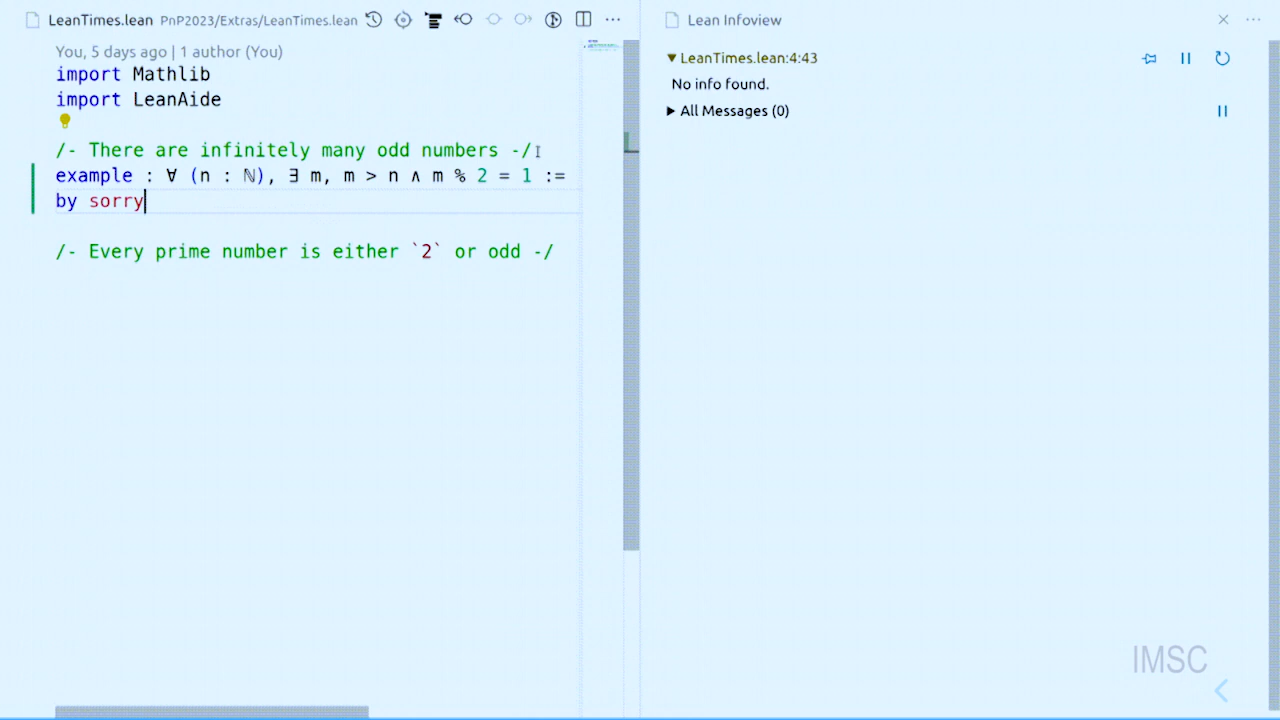 LeanTimes.lean PnP2023/Extras/LeanTimes.lean
You, 5 days ago | 1 author (You)
import Mathlib
import LeanAide
/- There are infinitely many odd numbers -/
example : ∀ (n : ℕ), ∃ m, m > n ∧ m % 2 = 1 :=
by sorry
/- Every prime number is either `2` or odd -/
Lean Infoview
▼LeanTimes.lean:4:43
No info found.
▶ All Messages (0)
IMSC